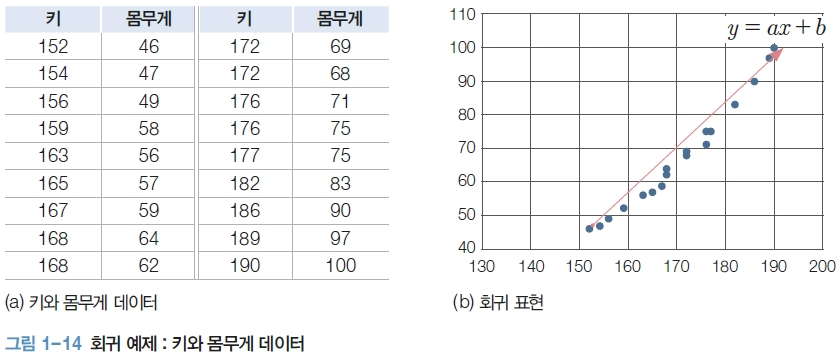 키 몸무게 키 몸무게
152 46 172 69
154 47 172 68
156 49 176 71
159 58 176 75
163 56 177 75
165 57 182 83
167 59 186 90
168 64 189 97
168 62 190 100
(a) 키와 몸무게 데이터
110
100
90
80
70
60
50
40
130 140 150 160 170 180 190 200
y = ax + b
(b) 회귀 표현
그림 1-14 회귀 예제 : 키와 몸무게 데이터